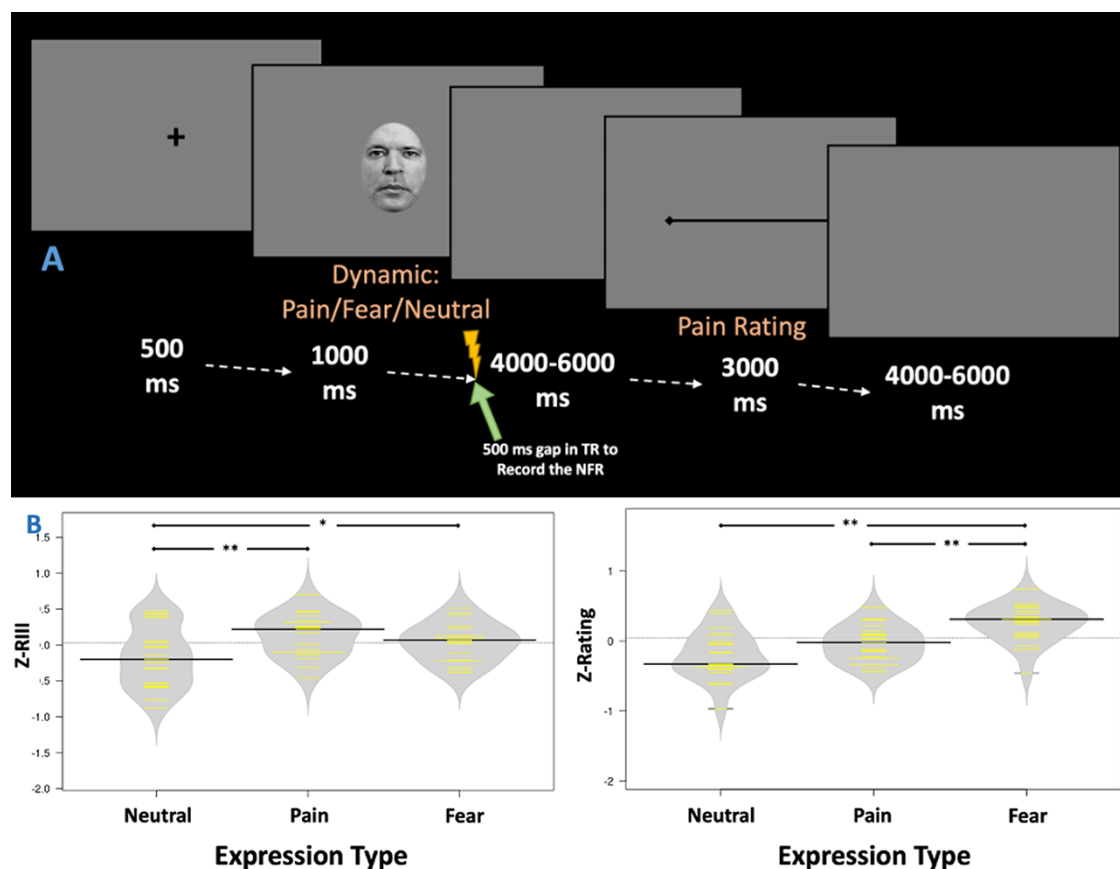 A
Dynamic:
Pain/Fear/Neutral
Pain Rating
500
ms
1000
ms
4000-6000
ms
3000
ms
4000-6000
ms
500 ms gap in TR to
Record the NFR
B
*
**
1.5
1.0
0.5
0.0
-0.5
-1.0
-1.5
-2.0
Z-RIII
Neutral
Pain
Fear
Expression Type
**
**
1
0
-1
-2
Z-Rating
Neutral
Pain
Fear
Expression Type